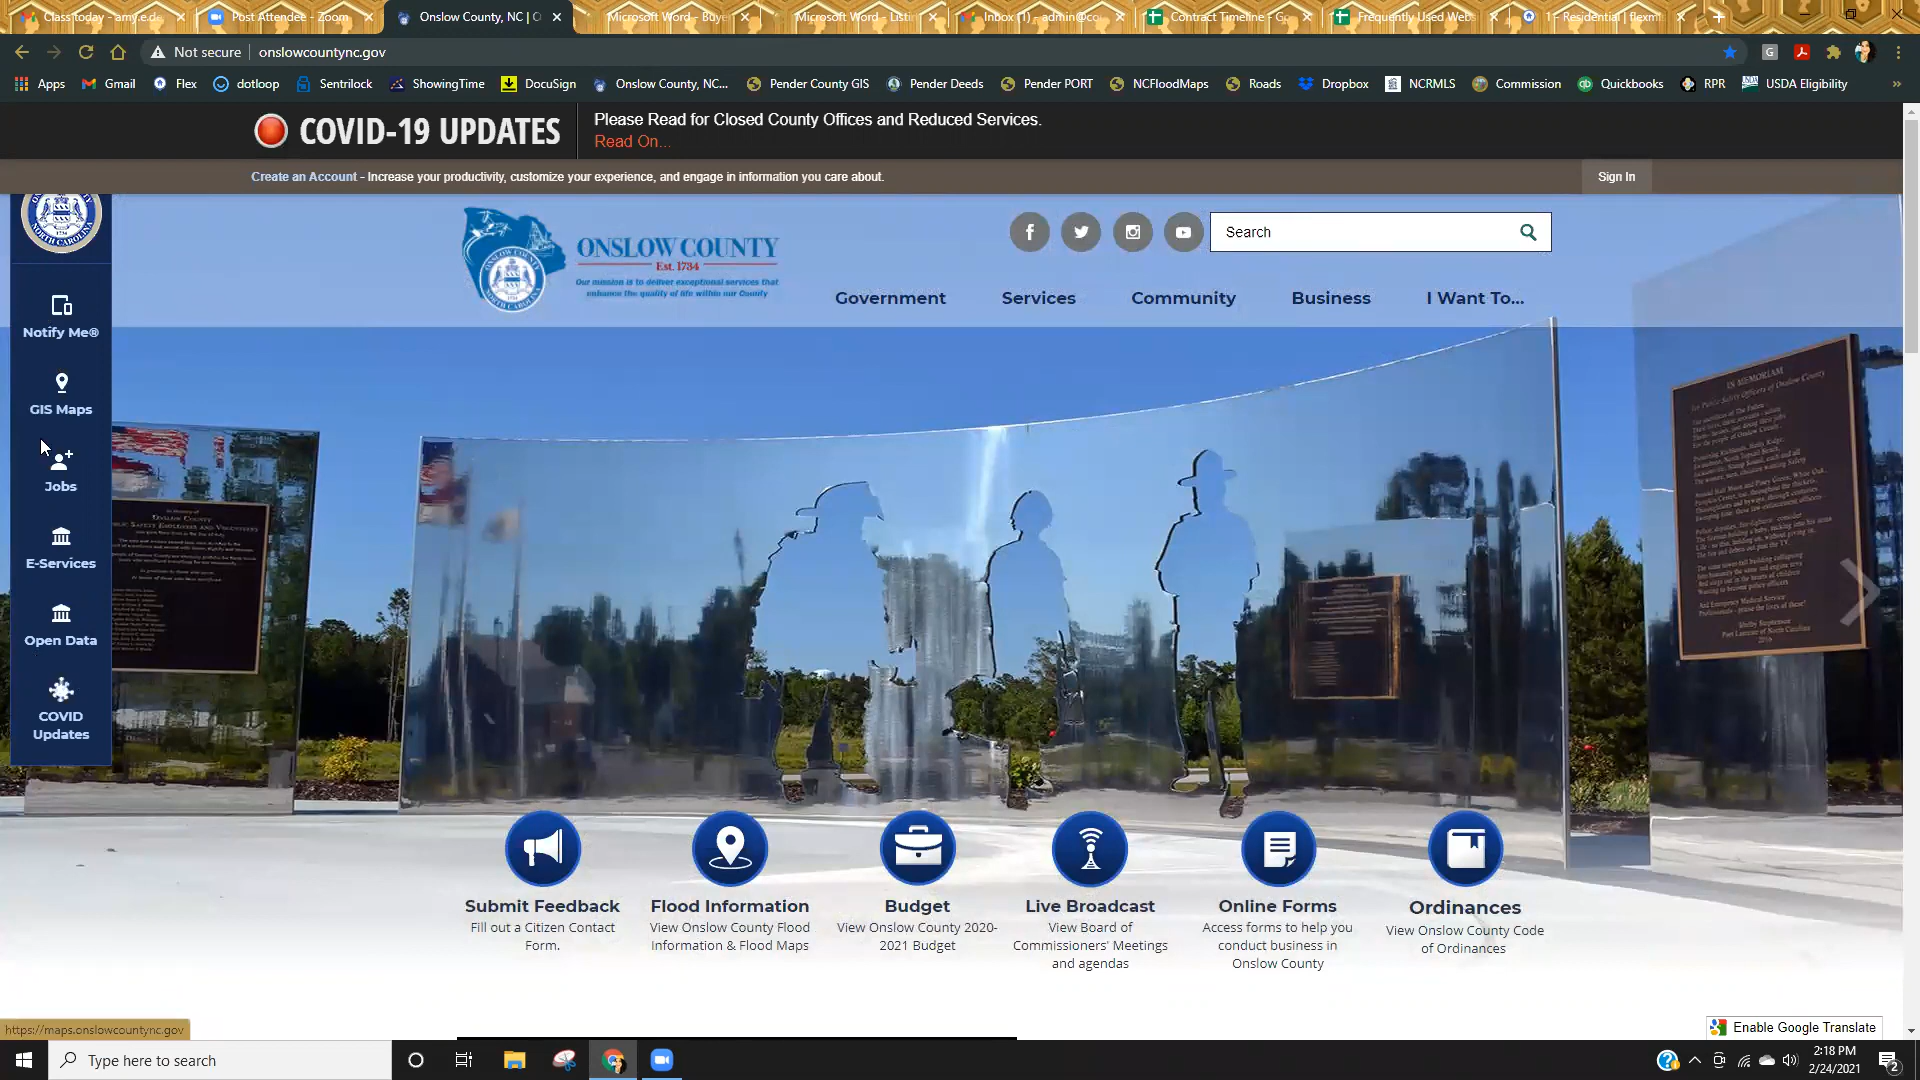 Class today - amy.e.de
Post Attendee - Zoom
Onslow County, NC | O
Microsoft Word - Buye
Microsoft Word - Listi
Inbox (1) - admin@co
Contract Timeline - Go
Frequently Used Webs
1 - Residential | flexml
Not secure
onslowcountync.gov
Apps
Gmail
Flex
dotloop
Sentrilock
ShowingTime
DocuSign
Onslow County, NC...
Pender County GIS
Pender Deeds
Pender PORT
NCFloodMaps
Roads
Dropbox
NCRMLS
Commission
Quickbooks
RPR
USDA Eligibility
COVID-19 UPDATES
Please Read for Closed County Offices and Reduced Services.
Read On...
Create an Account - Increase your productivity, customize your experience, and engage in information you care about.
Sign In
NORTH CAROLINA
1734
ONSLOW COUNTY
Est. 1734
Our mission is to deliver exceptional services that
enhance the quality of life within our County
Search
Government
Services
Community
Business
I Want To...
Notify Me®
GIS Maps
Jobs
E-Services
Open Data
COVID
Updates
IN MEMORIAM
Submit Feedback
Fill out a Citizen Contact
Form.
Flood Information
View Onslow County Flood
Information & Flood Maps
Budget
View Onslow County 2020-
2021 Budget
Live Broadcast
View Board of
Commissioners' Meetings
and agendas
Online Forms
Access forms to help you
conduct business in
Onslow County
Ordinances
View Onslow County Code
of Ordinances
https://maps.onslowcountync.gov
Enable Google Translate
Type here to search
2:18 PM
2/24/2021
2